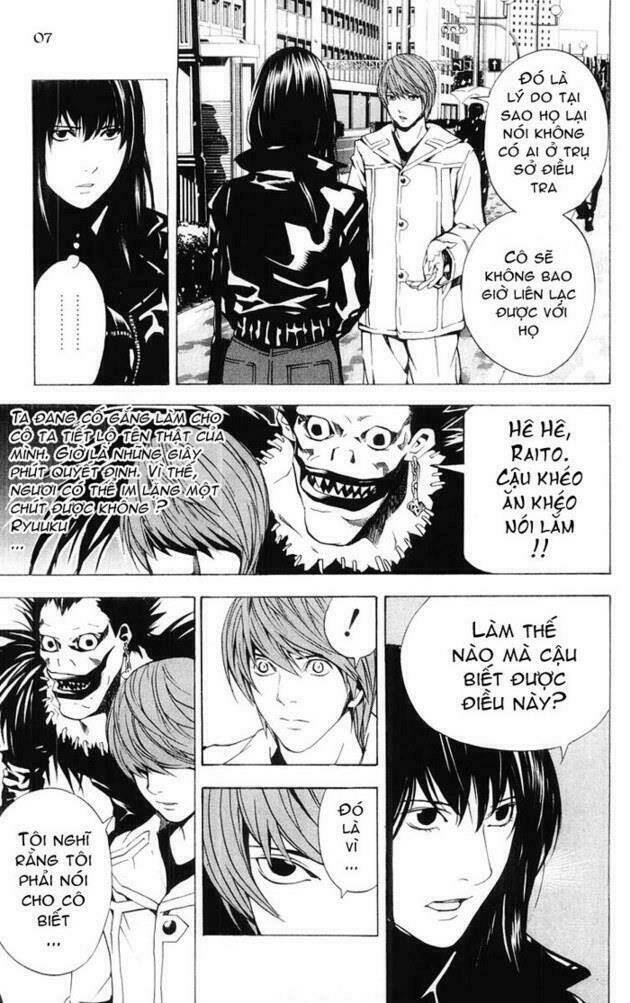 07
ĐÓ LÀ
LÝ DO TẠI
SAO HỌ LẠI
NÓI KHÔNG
CÓ AI Ở TRỤ
SỞ ĐIỀU
TRA
CÔ SẼ
KHÔNG BAO
GIỜ LIÊN LẠC
ĐƯỢC VỚI
HỌ
........
........
HÊ HÊ,
RAITO.
CẬU KHÉO
ĂN KHÉO
NÓI LẮM
!!
TA ĐANG CỐ GẮNG LÀM CHO
CÔ TA TIẾT LỘ TÊN THẬT CỦA
MÌNH. GIỜ LÀ NHỮNG GIÂY
PHÚT QUYẾT ĐỊNH. VÌ THẾ,
NGƯƠI CÓ THỂ IM LẶNG MỘT
CHÚT ĐƯỢC KHÔNG ?
RYUUKU
...
LÀM THẾ
NÀO MÀ CẬU
BIẾT ĐƯỢC
ĐIỀU NÀY?
!
ĐÓ
LÀ
VÌ
...
TÔI NGHĨ
RẰNG TÔI
PHẢI NÓI
CHO CÔ
BIẾT
...